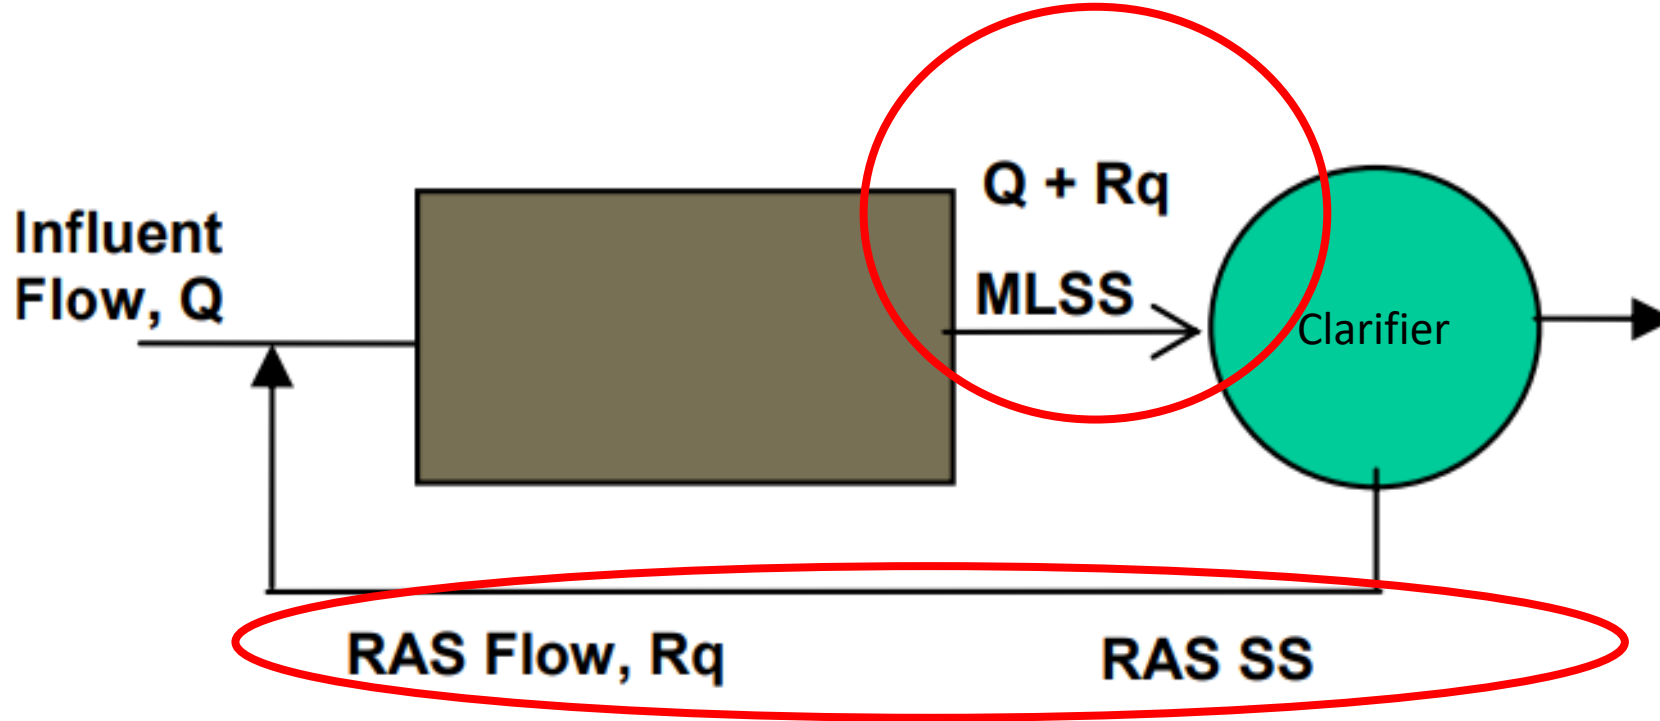 Influent
Flow, Q
Q + Rq
MLSS
Clarifier
RAS Flow, Rq
RAS SS